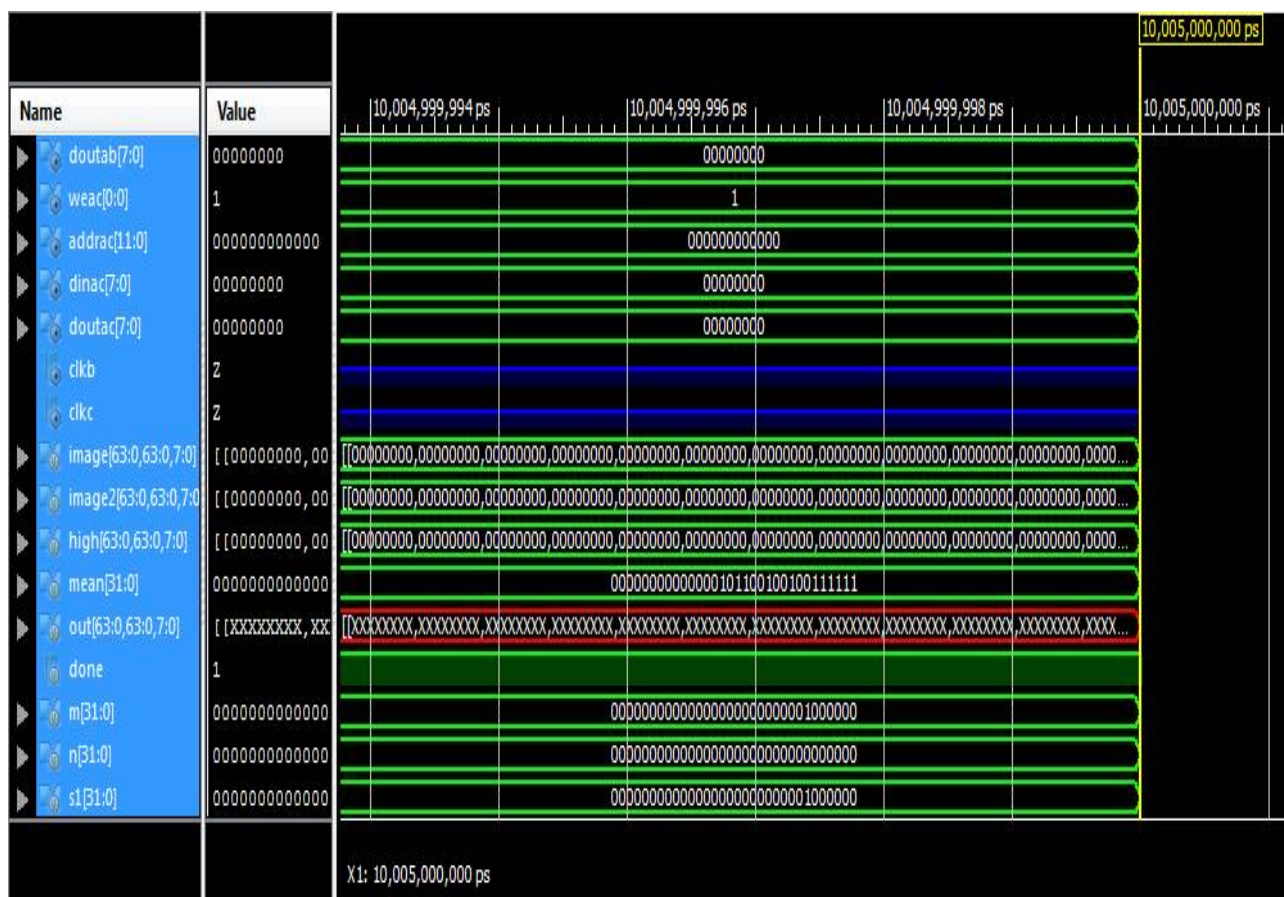 10,005,000,000 ps
Name Value 10,004,999,994 ps 10,004,999,996 ps 10,004,999,998 ps 10,005,000,000 ps
doutab[7:0] 00000000 00000000
weac[0:0] 1 1
addrac[11:0] 000000000000 000000000000
dinac[7:0] 00000000 00000000
doutac[7:0] 00000000 00000000
clkb Z
clkc Z
image[63:0,63:0,7:0] [[00000000,00 [[00000000,00000000,00000000,00000000,00000000,00000000,00000000,00000000,00000000,00000000,00000000,0000...
image2[63:0,63:0,7:0 [[00000000,00 [[00000000,00000000,00000000,00000000,00000000,00000000,00000000,00000000,00000000,00000000,00000000,0000...
high[63:0,63:0,7:0] [[00000000,00 [[00000000,00000000,00000000,00000000,00000000,00000000,00000000,00000000,00000000,00000000,00000000,0000...
mean[31:0] 0000000000000 00000000000000101100100100111111
out[63:0,63:0,7:0] [[XXXXXXXX,XX [[XXXXXXXX,XXXXXXXX,XXXXXXXX,XXXXXXXX,XXXXXXXX,XXXXXXXX,XXXXXXXX,XXXXXXXX,XXXXXXXX,XXXXXXXX,XXXXXXXX,XXXX...
done 1
m[31:0] 0000000000000 00000000000000000000000001000000
n[31:0] 0000000000000 00000000000000000000000000000000
s1[31:0] 0000000000000 00000000000000000000000001000000
X1: 10,005,000,000 ps